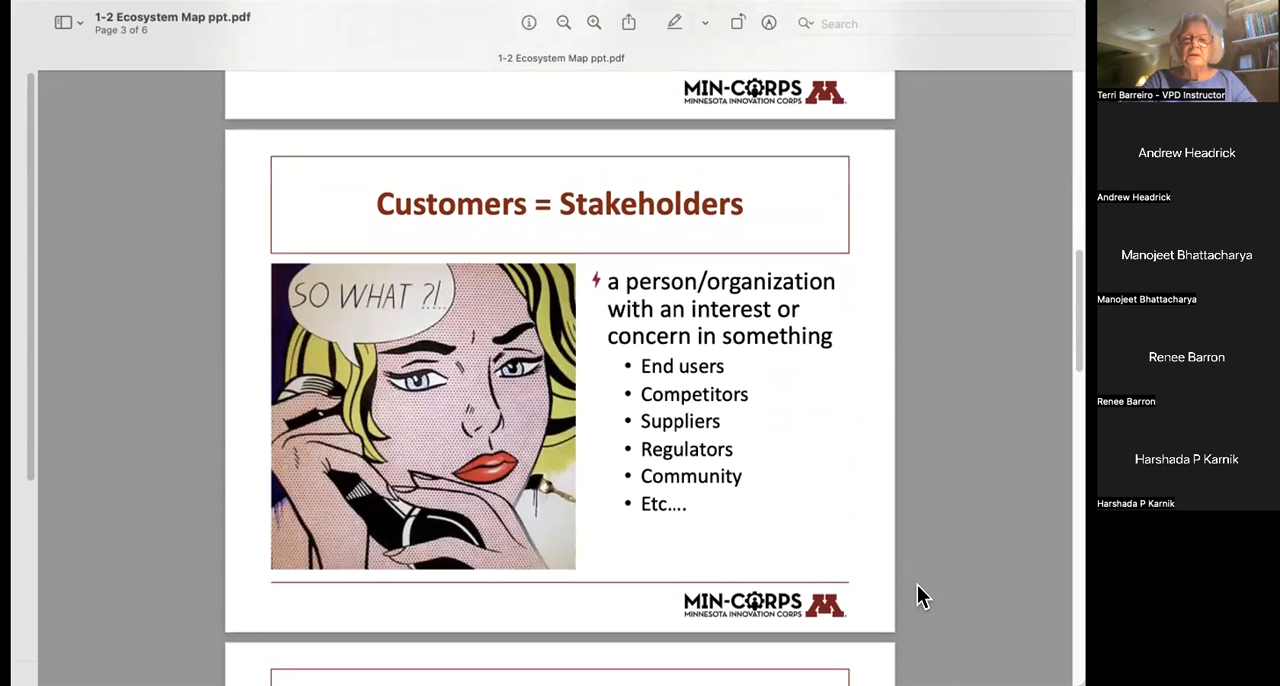 1-2 Ecosystem Map ppt.pdf
Page 3 of 6
Search
1-2 Ecosystem Map ppt.pdf
MIN-CORPS M
MINNESOTA INNOVATION CORPS
Customers = Stakeholders
SO WHAT ?!
a person/organization
with an interest or
concern in something
• End users
• Competitors
• Suppliers
• Regulators
• Community
• Etc....
MIN-CORPS M
MINNESOTA INNOVATION CORPS
Terri Barreiro - VPD Instructor
Andrew Headrick
Andrew Headrick
Manojeet Bhattacharya
Manojeet Bhattacharya
Renee Barron
Renee Barron
Harshada P Karnik
Harshada P Karnik